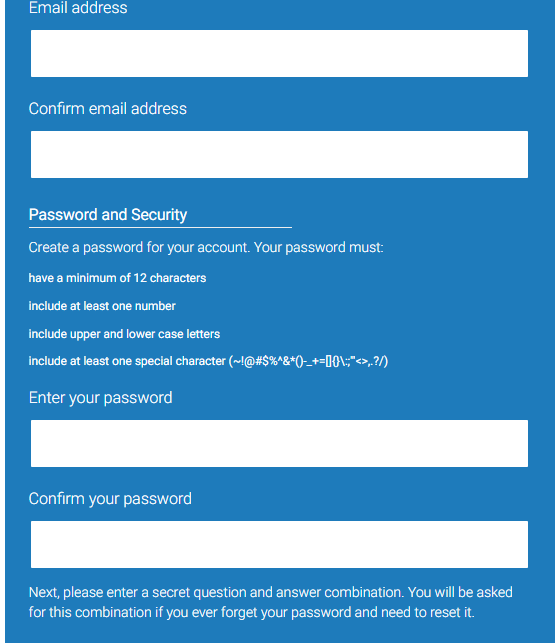 Email address
Confirm email address
Password and Security
Create a password for your account. Your password must:
have a minimum of 12 characters
include at least one number
include upper and lower case letters
include at least one special character (~!@#$%^&*()-_+=[]{}\:;"'<>,.?/)
Enter your password
Confirm your password
Next, please enter a secret question and answer combination. You will be asked
for this combination if you ever forget your password and need to reset it.